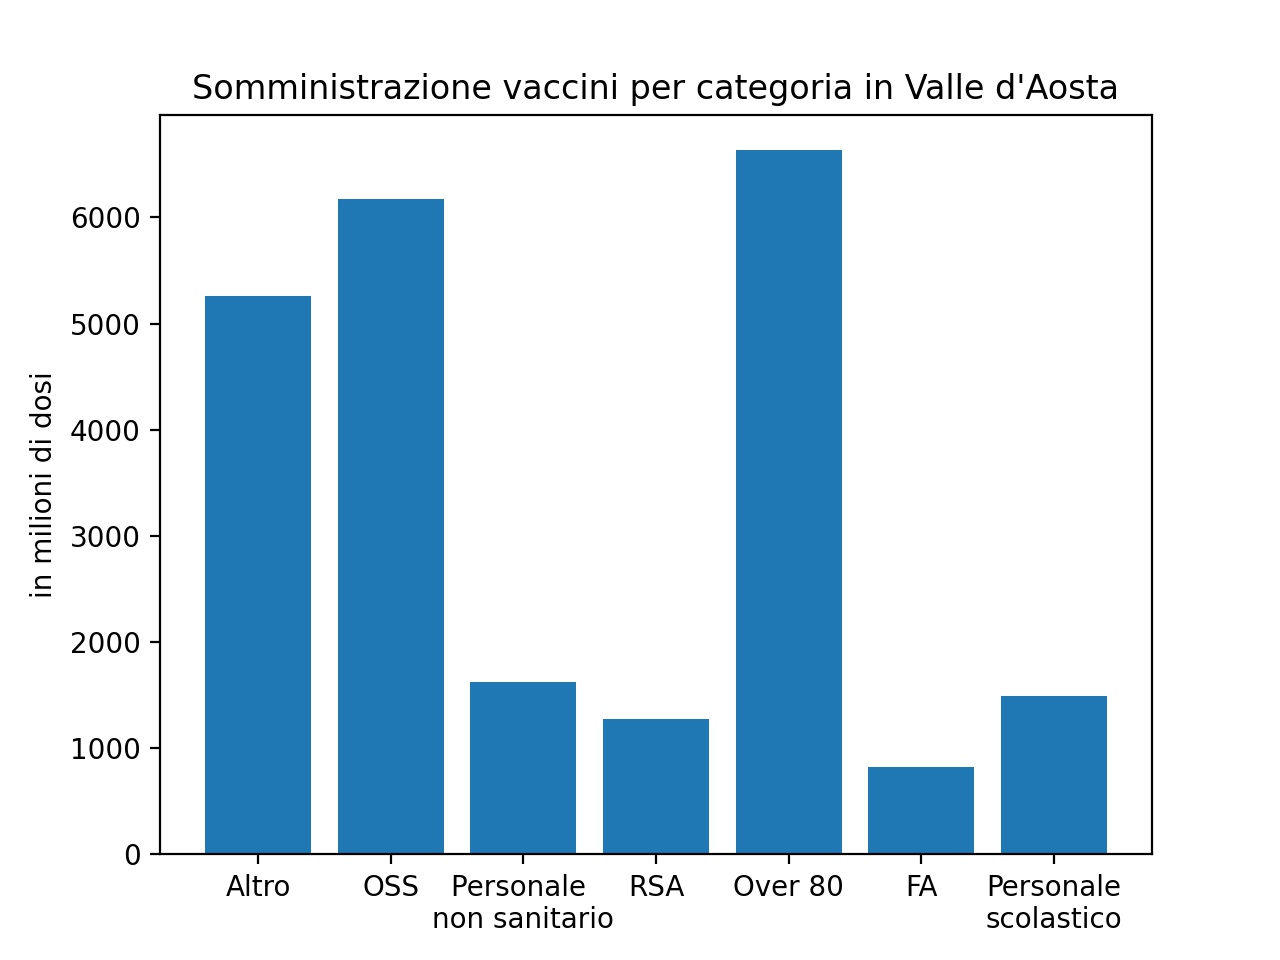 Somministrazione vaccini per categoria in Valle d'Aosta
in milioni di dosi
6000
5000
4000
3000
2000
1000
0
Altro
OSS
Personale
non sanitario
RSA
Over 80
FA
Personale
scolastico